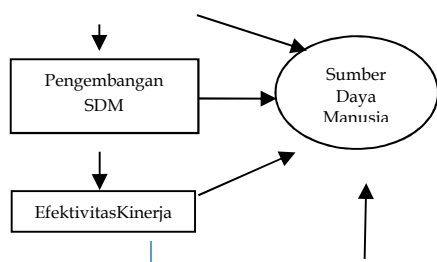 Pengembangan
SDM
Sumber
Daya
Manusia
EfektivitasKinerja